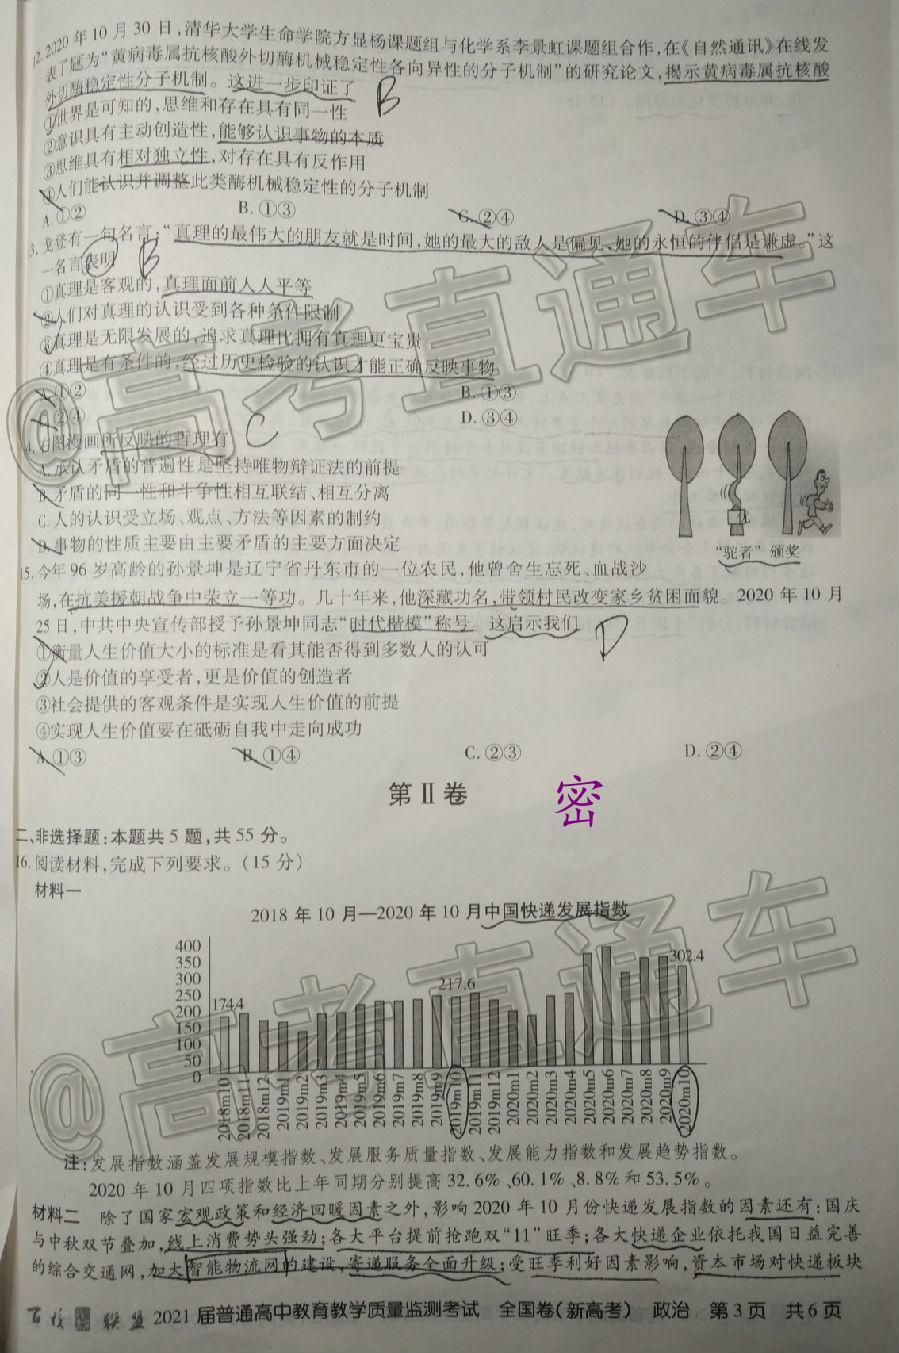 12.2020年10月30日,清华大学生命学院方显杨课题组与化学系李景虹课题组合作,在《自然通讯》在线发
表了题为“黄病毒属抗核酸外切酶机械稳定性各向异性的分子机制”的研究论文,揭示黄病毒属抗核酸
外切酶稳定性分子机制。这进一步印证了
B
①世界是可知的,思维和存在具有同一性
②意识具有主动创造性,能够认识事物的本质
③思维具有相对独立性,对存在具有反作用
④人们能认识并调整此类酶机械稳定性的分子机制
A.①② B.①③ C.②④ D.③④
3.戈登有一句名言:“真理的最伟大的朋友就是时间,她的最大的敌人是偏见,她的永恒的伴侣是谦虚。”这
一名言表明
B
①真理是客观的,真理面前人人平等
②人们对真理的认识受到各种条件限制
③真理是无限发展的,追求真理比拥有真理更宝贵
④真理是有条件的,经过历史检验的认识才能正确反映事物
A.①② B.①③
C.②④ D.③④
4.右图漫画所反映的哲理有
C
A.承认矛盾的普遍性是坚持唯物辩证法的前提
B.矛盾的同一性和斗争性相互联结、相互分离
C.人的认识受立场、观点、方法等因素的制约
D.事物的性质主要由主要矛盾的主要方面决定
优
“驼者”颁奖
15.今年96岁高龄的孙景坤是辽宁省丹东市的一位农民,他曾舍生忘死、血战沙
场,在抗美援朝战争中荣立一等功。几十年来,他深藏功名,带领村民改变家乡贫困面貌。2020年10月
25日,中共中央宣传部授予孙景坤同志“时代楷模”称号。这启示我们
D
①衡量人生价值大小的标准是看其能否得到多数人的认可
②人是价值的享受者,更是价值的创造者
③社会提供的客观条件是实现人生价值的前提
④实现人生价值要在砥砺自我中走向成功
A.①③ B.①④ C.②③ D.②④
第Ⅱ卷
密
二、非选择题:本题共5题,共55分。
16.阅读材料,完成下列要求。(15分)
材料一
2018年10月—2020年10月中国快递发展指数
400
350
300
250
200
150
100
50
0
174.4
217.6
302.4
2018m10
2018m11
2018m12
2019m1
2019m2
2019m3
2019m4
2019m5
2019m6
2019m7
2019m8
2019m9
2019m10
2019m11
2019m12
2020m1
2020m2
2020m3
2020m4
2020m5
2020m6
2020m7
2020m8
2020m9
2020m10
注:发展指数涵盖发展规模指数、发展服务质量指数、发展能力指数和发展趋势指数。
2020年10月四项指数比上年同期分别提高32.6%、60.1%、8.8%和53.5%。
材料二 除了国家宏观政策和经济回暖因素之外,影响2020年10月份快递发展指数的因素还有:国庆
与中秋双节叠加,线上消费势头强劲;各大平台提前抢跑双“11”旺季;各大快递企业依托我国日益完善
的综合交通网,加大智能物流网的建设,寄递服务全面升级;受旺季利好因素影响,资本市场对快递板块
百校联盟 2021届普通高中教育教学质量监测考试 全国卷(新高考) 政治 第3页 共6页
@高考直通车
@高考直通车